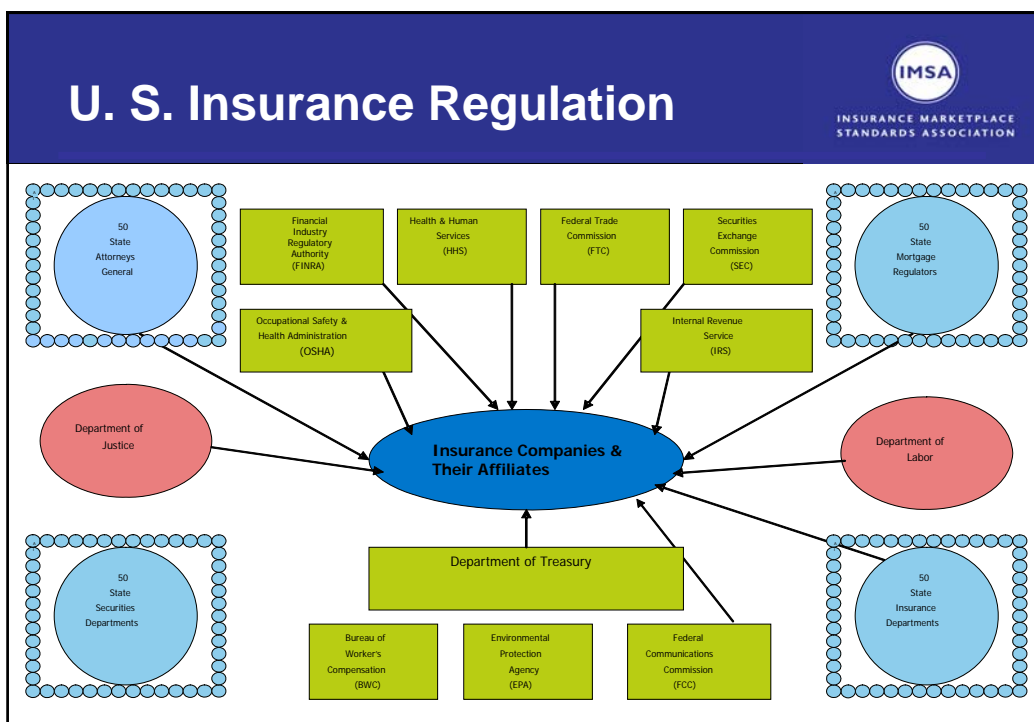 U. S. Insurance Regulation
IMSA
INSURANCE MARKETPLACE
STANDARDS ASSOCIATION
50
State
Attorneys
General
Financial
Industry
Regulatory
Authority
(FINRA)
Health & Human
Services
(HHS)
Federal Trade
Commission
(FTC)
Securities
Exchange
Commission
(SEC)
50
State
Mortgage
Regulators
Occupational Safety &
Health Administration
(OSHA)
Internal Revenue
Service
(IRS)
Department of
Justice
Insurance Companies &
Their Affiliates
Department of
Labor
50
State
Securities
Departments
Department of Treasury
50
State
Insurance
Departments
Bureau of
Worker's
Compensation
(BWC)
Environmental
Protection
Agency
(EPA)
Federal
Communications
Commission
(FCC)